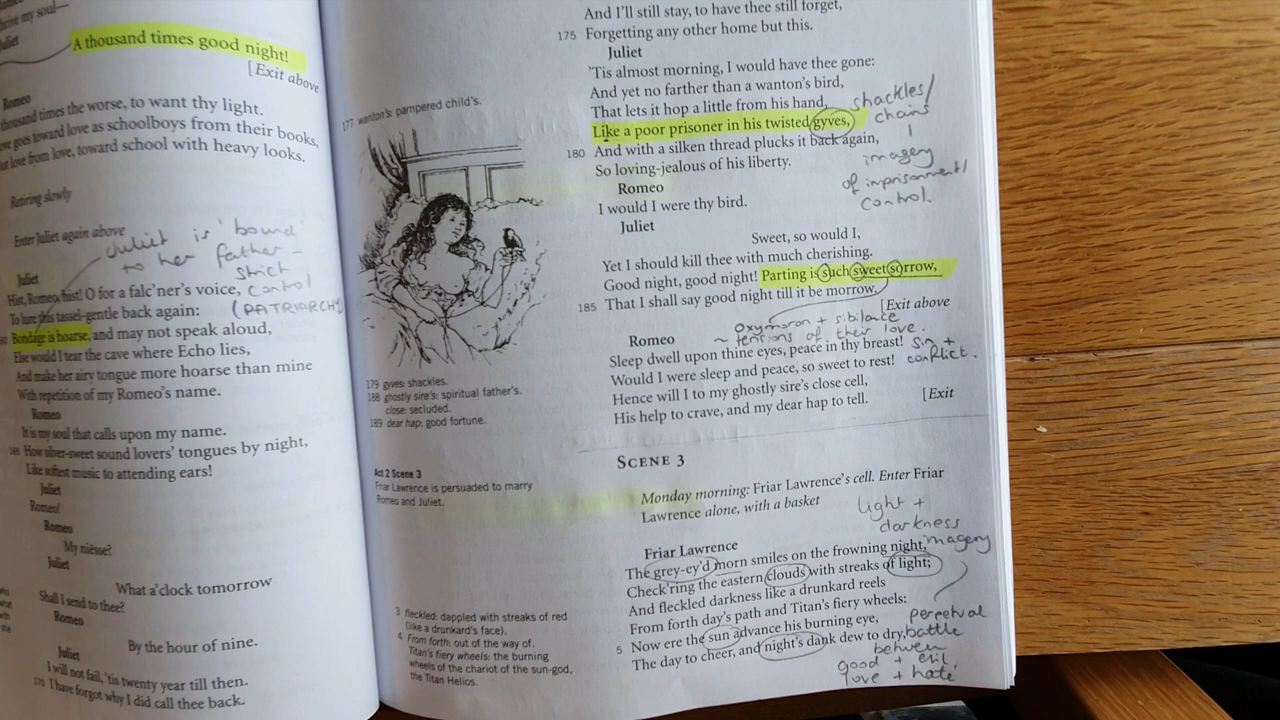 thrive my soul—
Juliet
A thousand times good night!
[Exit above
Romeo
thousand times the worse, to want thy light.
goes toward love as schoolboys from their books,
love from love, toward school with heavy looks.
Retiring slowly
Enter Juliet again above
Juliet is 'bound'
to her father –
strict
control
(PATRIARCHY)
Juliet
Hist, Romeo, hist! O for a falc'ner's voice,
To lure this tassel-gentle back again:
Bondage is hoarse, and may not speak aloud,
Else would I tear the cave where Echo lies,
And make her airy tongue more hoarse than mine
With repetition of my Romeo's name.
Romeo
It is my soul that calls upon my name.
How silver-sweet sound lovers' tongues by night,
Like softest music to attending ears!
Juliet
Romeo!
Romeo
My niësse?
Juliet
What a'clock tomorrow
Shall I send to thee?
Romeo
By the hour of nine.
Juliet
I will not fail, 'tis twenty year till then.
170 I have forgot why I did call thee back.
177 wanton's: pampered child's.
179 gyves: shackles.
188 ghostly sire's: spiritual father's.
close: secluded.
189 dear hap: good fortune.
Act 2 Scene 3
Friar Lawrence is persuaded to marry
Romeo and Juliet.
3 fleckled: dappled with streaks of red
(like a drunkard's face).
4 From forth: out of the way of.
Titan's fiery wheels: the burning
wheels of the chariot of the sun-god,
the Titan Helios.
And I'll still stay, to have thee still forget,
175 Forgetting any other home but this.
Juliet
'Tis almost morning, I would have thee gone:
And yet no farther than a wanton's bird,
That lets it hop a little from his hand,
Like a poor prisoner in his twisted gyves,
180 And with a silken thread plucks it back again,
So loving-jealous of his liberty.
shackles/
chains
imagery
of imprisonment/
control.
Romeo
I would I were thy bird.
Juliet
Sweet, so would I,
Yet I should kill thee with much cherishing.
Good night, good night! Parting is such sweet sorrow,
185 That I shall say good night till it be morrow.
[Exit above
oxymoron + sibilance
~ tensions of their love.
sin +
conflict.
Romeo
Sleep dwell upon thine eyes, peace in thy breast!
Would I were sleep and peace, so sweet to rest!
Hence will I to my ghostly sire's close cell,
His help to crave, and my dear hap to tell.
[Exit
SCENE 3
Monday morning: Friar Lawrence's cell. Enter Friar
Lawrence alone, with a basket
light +
darkness
imagery
Friar Lawrence
The grey-ey'd morn smiles on the frowning night,
Check'ring the eastern clouds with streaks of light;
And fleckled darkness like a drunkard reels
From forth day's path and Titan's fiery wheels:
5 Now ere the sun advance his burning eye,
The day to cheer, and night's dank dew to dry,
perpetual
battle
between
good + evil
love + hate.